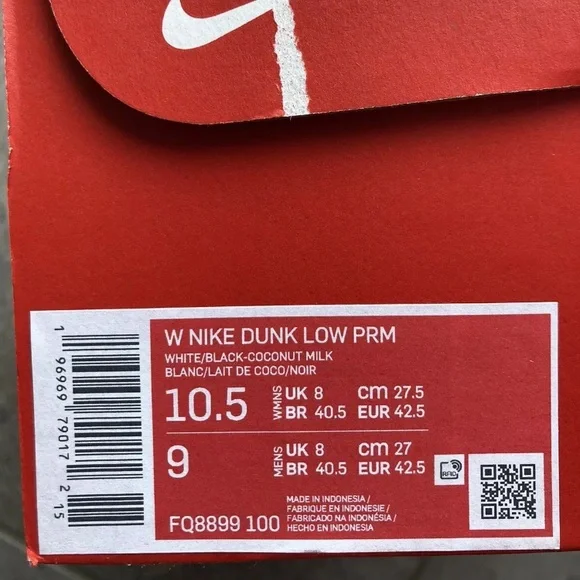 W NIKE DUNK LOW PRM
WHITE/BLACK-COCONUT MILK
BLANC/LAIT DE COCO/NOIR
10.5 WMNS UK 8 CM 27.5
BR 40.5 EUR 42.5
9 MENS UK 8 CM 27
BR 40.5 EUR 42.5
MADE IN INDONESIA /
FABRIQUE EN INDONESIE /
FABRICADO NA INDONÉSIA /
HECHO EN INDONESIA
FQ8899 100
1 96969 79017 2 15